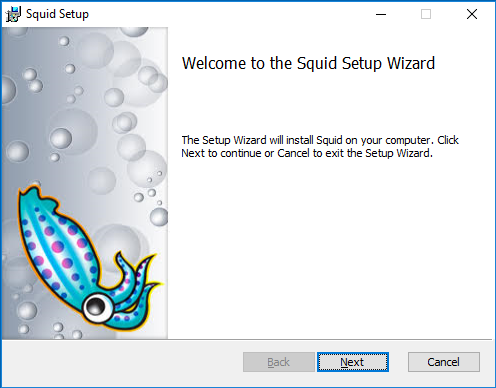 Squid Setup
Welcome to the Squid Setup Wizard
The Setup Wizard will install Squid on your computer. Click
Next to continue or Cancel to exit the Setup Wizard.
Back Next Cancel